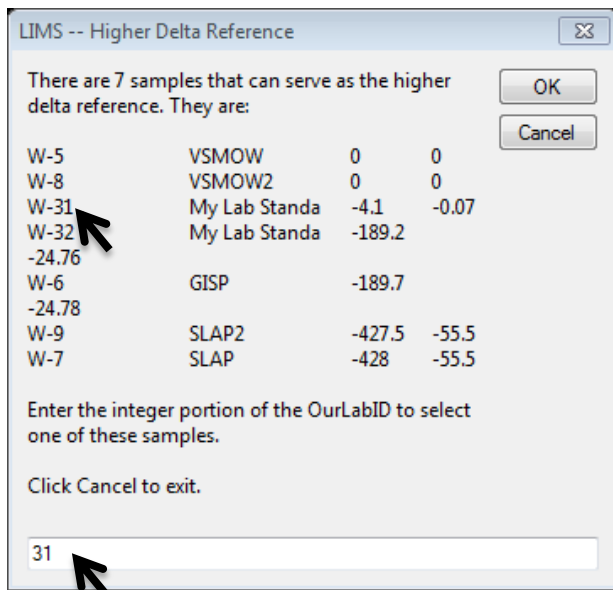 LIMS -- Higher Delta Reference
There are 7 samples that can serve as the higher
delta reference. They are:
OK
Cancel
W-5 VSMOW 0 0
W-8 VSMOW2 0 0
W-31 My Lab Standa -4.1 -0.07
W-32 My Lab Standa -189.2
-24.76
W-6 GISP -189.7
-24.78
W-9 SLAP2 -427.5 -55.5
W-7 SLAP -428 -55.5
Enter the integer portion of the OurLabID to select
one of these samples.
Click Cancel to exit.
31